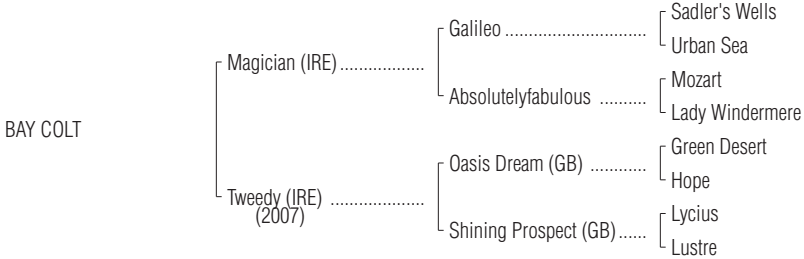 Sadler's Wells
Galileo ..............................
Urban Sea
Magician (IRE) ..................
Mozart
Absolutelyfabulous ..........
Lady Windermere
BAY COLT
Green Desert
Oasis Dream (GB) ............
Hope
Tweedy (IRE) ....................
(2007)
Lycius
Shining Prospect (GB) ......
Lustre